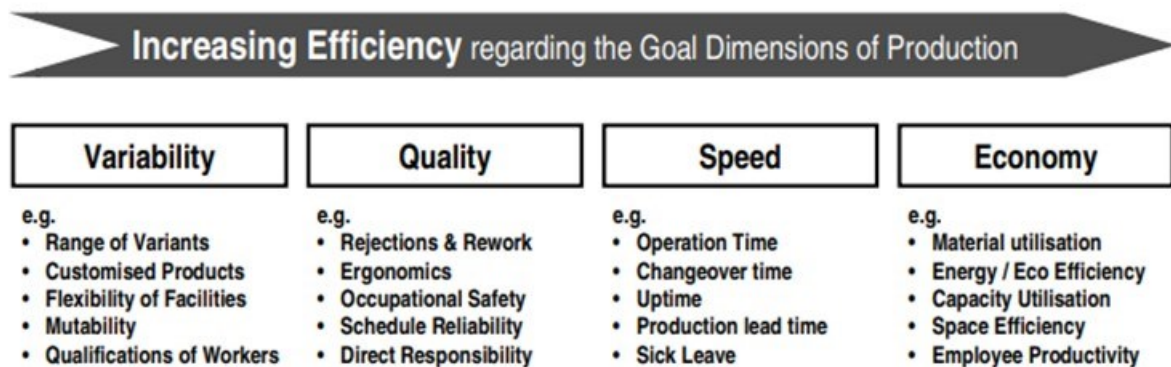 Increasing Efficiency regarding the Goal Dimensions of Production
Variability
e.g.
• Range of Variants
• Customised Products
• Flexibility of Facilities
• Mutability
• Qualifications of Workers
Quality
e.g.
• Rejections & Rework
• Ergonomics
• Occupational Safety
• Schedule Reliability
• Direct Responsibility
Speed
e.g.
• Operation Time
• Changeover time
• Uptime
• Production lead time
• Sick Leave
Economy
e.g.
• Material utilisation
• Energy / Eco Efficiency
• Capacity Utilisation
• Space Efficiency
• Employee Productivity